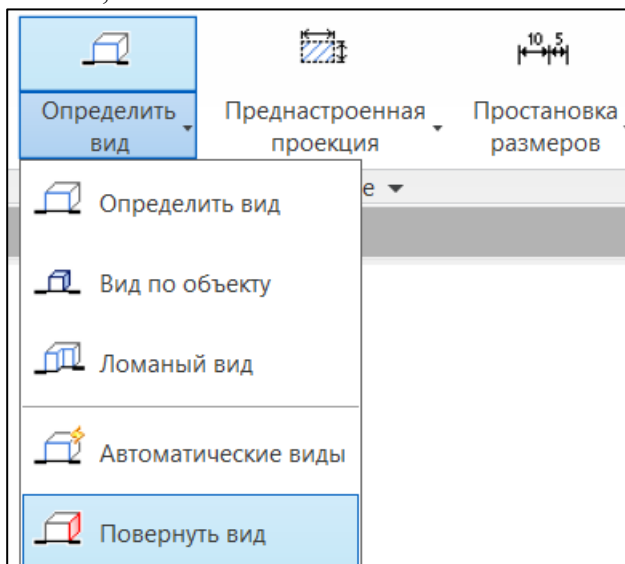 10 5
Определить Преднастроенная Простановка
вид проекция размеров
е
Определить вид
Вид по объекту
Ломаный вид
Автоматические виды
Повернуть вид